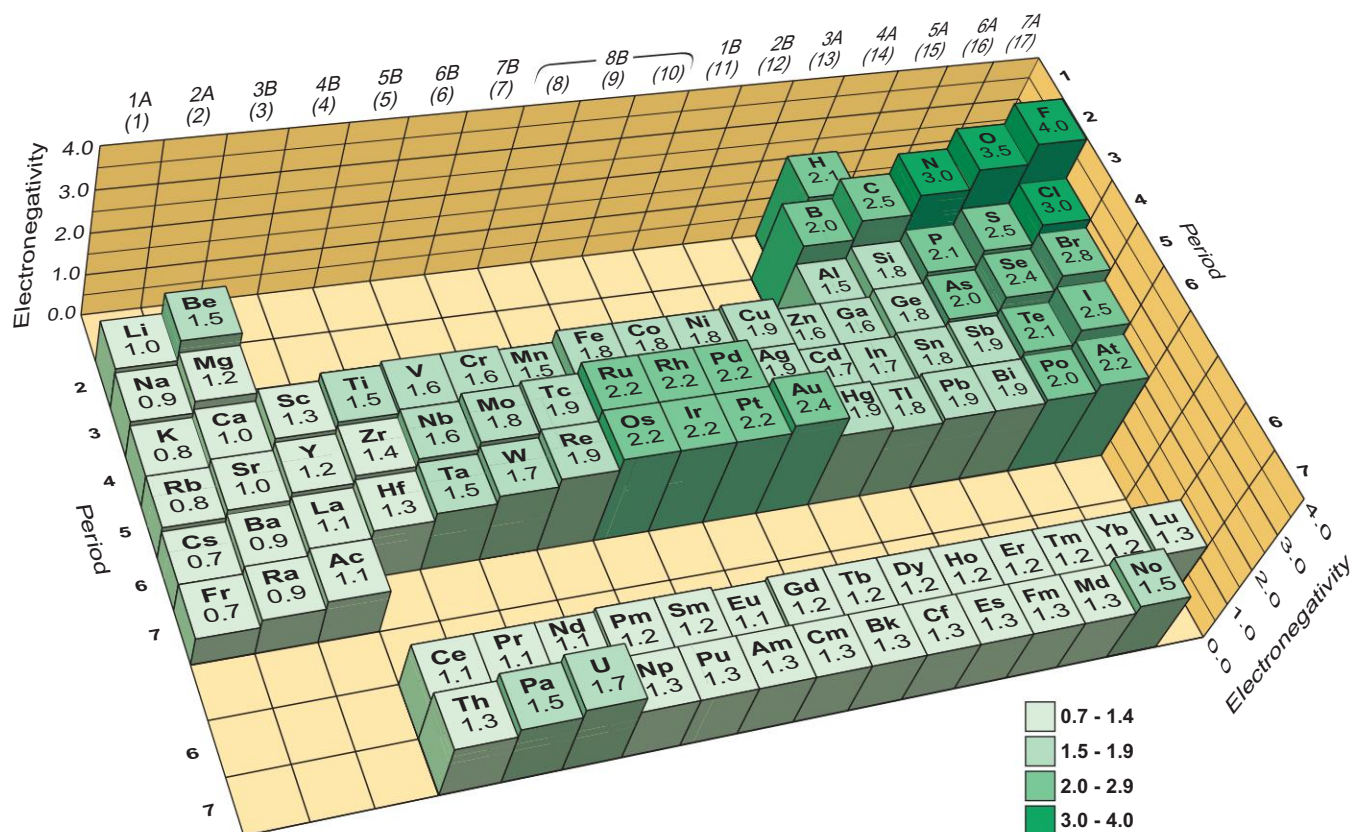 1A 2A 3B 4B 5B 6B 7B 8B 1B 2B 3A 4A 5A 6A 7A
(1) (2) (3) (4) (5) (6) (7) (8) (9) (10) (11) (12) (13) (14) (15) (16) (17)
Electronegativity
4.0
3.0
2.0
1.0
0.0
1
2
3
4
5
6
Period
H
2.1
Li Be B C N O F
1.0 1.5 2.0 2.5 3.0 3.5 4.0
Na Mg Al Si P S Cl
0.9 1.2 1.5 1.8 2.1 2.5 3.0
K Ca Sc Ti V Cr Mn Fe Co Ni Cu Zn Ga Ge As Se Br
0.8 1.0 1.3 1.5 1.6 1.6 1.5 1.8 1.8 1.8 1.9 1.6 1.6 1.8 2.0 2.4 2.8
Rb Sr Y Zr Nb Mo Tc Ru Rh Pd Ag Cd In Sn Sb Te I
0.8 1.0 1.2 1.4 1.6 1.8 1.9 2.2 2.2 2.2 1.9 1.7 1.7 1.8 1.9 2.1 2.5
Cs Ba La Hf Ta W Re Os Ir Pt Au Hg Tl Pb Bi Po At
0.7 0.9 1.1 1.3 1.5 1.7 1.9 2.2 2.2 2.2 2.4 1.9 1.8 1.9 1.9 2.0 2.2
Fr Ra Ac
0.7 0.9 1.1
2
3
4
5
6
7
Period
6
7
Ce Pr Nd Pm Sm Eu Gd Tb Dy Ho Er Tm Yb Lu
1.1 1.1 1.1 1.2 1.2 1.1 1.2 1.2 1.2 1.2 1.2 1.2 1.2 1.3
Th Pa U Np Pu Am Cm Bk Cf Es Fm Md No
1.3 1.5 1.7 1.3 1.3 1.3 1.3 1.3 1.3 1.3 1.3 1.3 1.5
6
7
4.0
3.0
2.0
1.0
0.0
Electronegativity
0.7 - 1.4
1.5 - 1.9
2.0 - 2.9
3.0 - 4.0